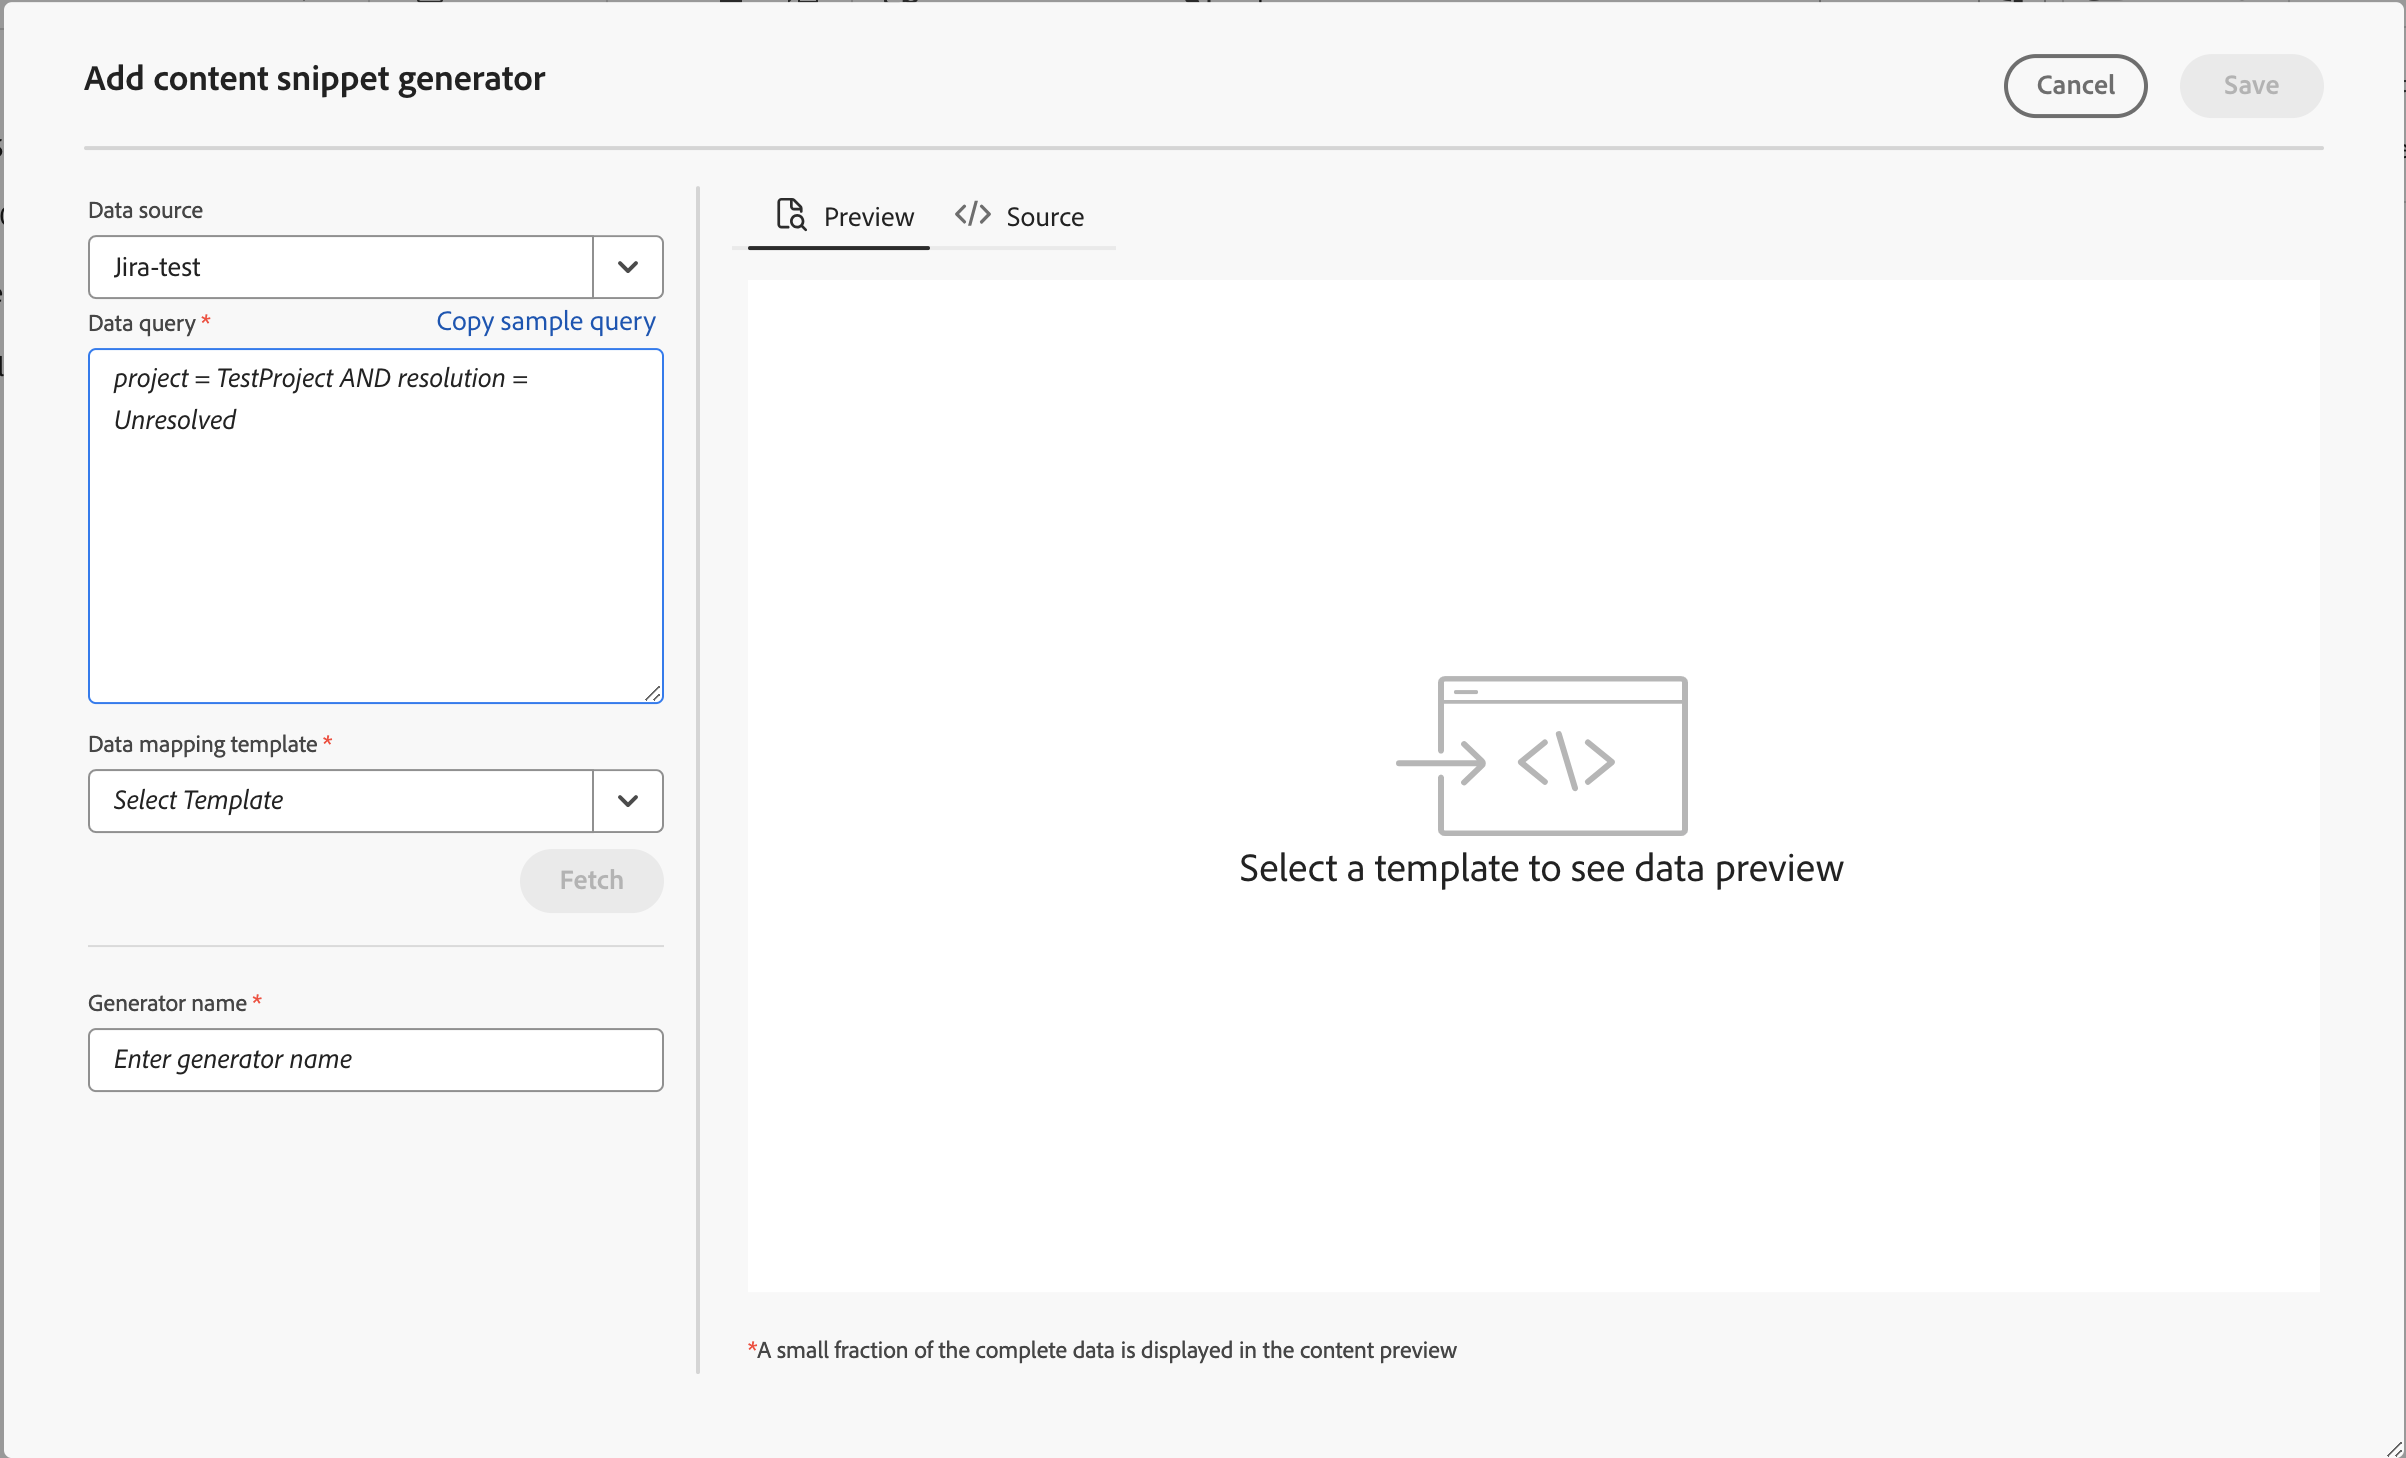 Add content snippet generator
Cancel
Save
Data source
Jira-test
Data query *
Copy sample query
project = TestProject AND resolution =
Unresolved
Data mapping template *
Select Template
Fetch
Generator name *
Enter generator name
Preview
</> Source
</>
Select a template to see data preview
*A small fraction of the complete data is displayed in the content preview